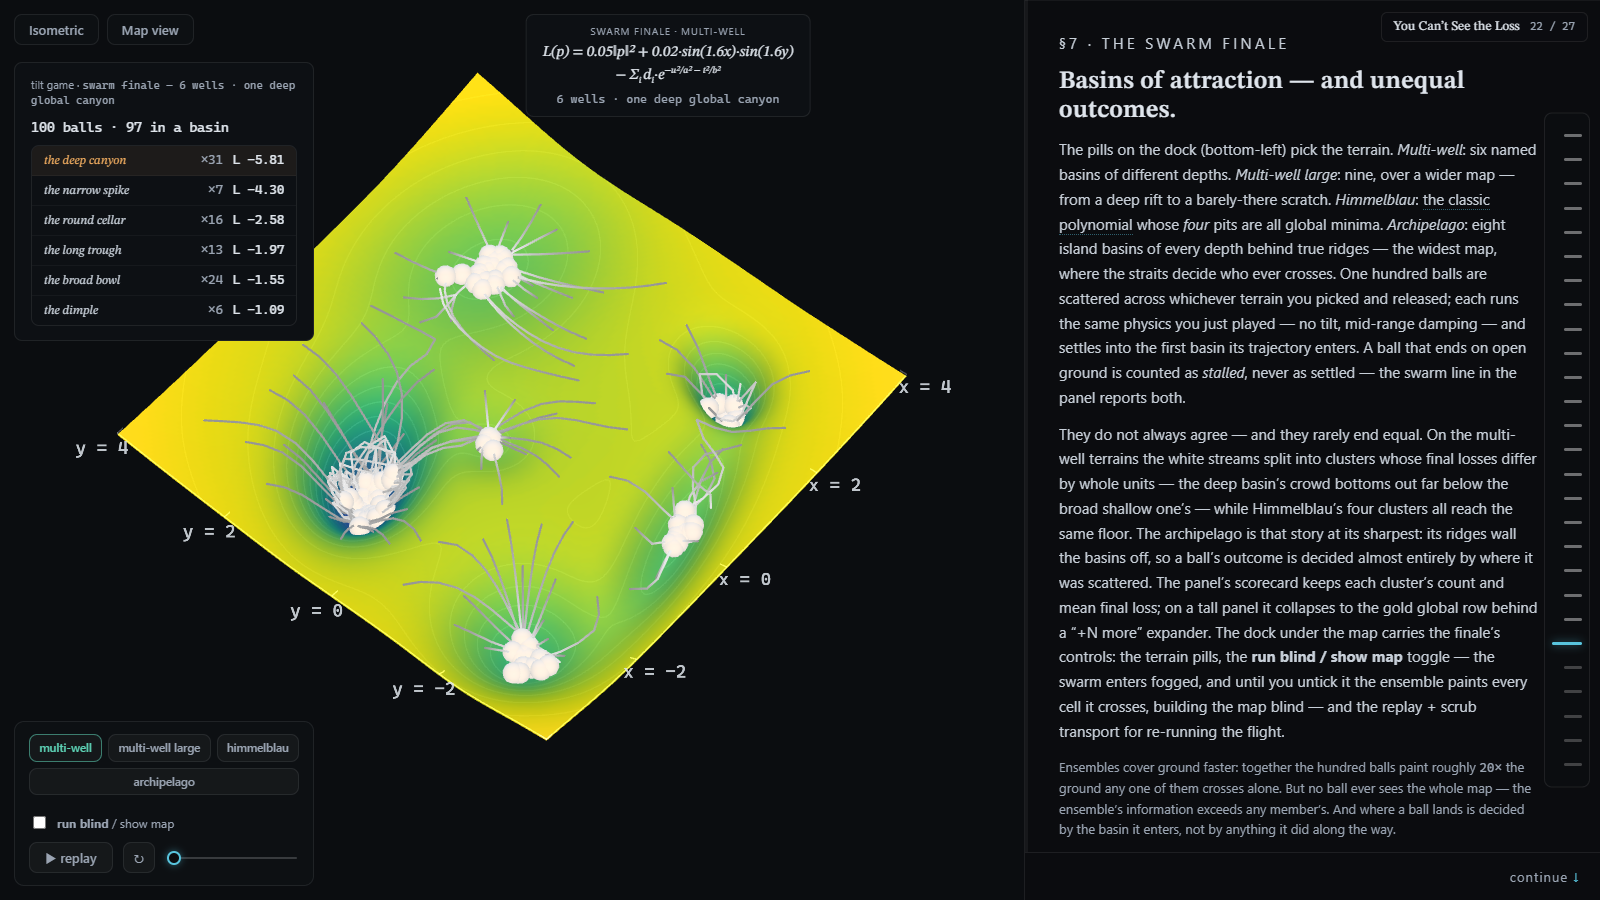 Isometric
Map view
tilt game · swarm finale — 6 wells · one deep
global canyon
100 balls · 97 in a basin
the deep canyon ×31 L −5.81
the narrow spike ×7 L −4.30
the round cellar ×16 L −2.58
the long trough ×13 L −1.97
the broad bowl ×24 L −1.55
the dimple ×6 L −1.09
SWARM FINALE · MULTI-WELL
L(p) = 0.05‖p‖² + 0.02·sin(1.6x)·sin(1.6y)
− Σᵢ dᵢ·e^−u²/a² − t²/b²
6 wells · one deep global canyon
x = 4
y = 4
x = 2
y = 2
x = 0
y = 0
x = −2
y = −2
multi-well
multi-well large
himmelblau
archipelago
run blind / show map
▶ replay
↻
You Can’t See the Loss 22 / 27
§7 · THE SWARM FINALE
Basins of attraction — and unequal
outcomes.
The pills on the dock (bottom-left) pick the terrain. Multi-well: six named
basins of different depths. Multi-well large: nine, over a wider map —
from a deep rift to a barely-there scratch. Himmelblau: the classic
polynomial whose four pits are all global minima. Archipelago: eight
island basins of every depth behind true ridges — the widest map,
where the straits decide who ever crosses. One hundred balls are
scattered across whichever terrain you picked and released; each runs
the same physics you just played — no tilt, mid-range damping — and
settles into the first basin its trajectory enters. A ball that ends on open
ground is counted as stalled, never as settled — the swarm line in the
panel reports both.
They do not always agree — and they rarely end equal. On the multi-
well terrains the white streams split into clusters whose final losses differ
by whole units — the deep basin’s crowd bottoms out far below the
broad shallow one’s — while Himmelblau’s four clusters all reach the
same floor. The archipelago is that story at its sharpest: its ridges wall
the basins off, so a ball’s outcome is decided almost entirely by where it
was scattered. The panel’s scorecard keeps each cluster’s count and
mean final loss; on a tall panel it collapses to the gold global row behind
a “+N more” expander. The dock under the map carries the finale’s
controls: the terrain pills, the run blind / show map toggle — the
swarm enters fogged, and until you untick it the ensemble paints every
cell it crosses, building the map blind — and the replay + scrub
transport for re-running the flight.
Ensembles cover ground faster: together the hundred balls paint roughly 20× the
ground any one of them crosses alone. But no ball ever sees the whole map — the
ensemble’s information exceeds any member’s. And where a ball lands is decided
by the basin it enters, not by anything it did along the way.
continue ↓